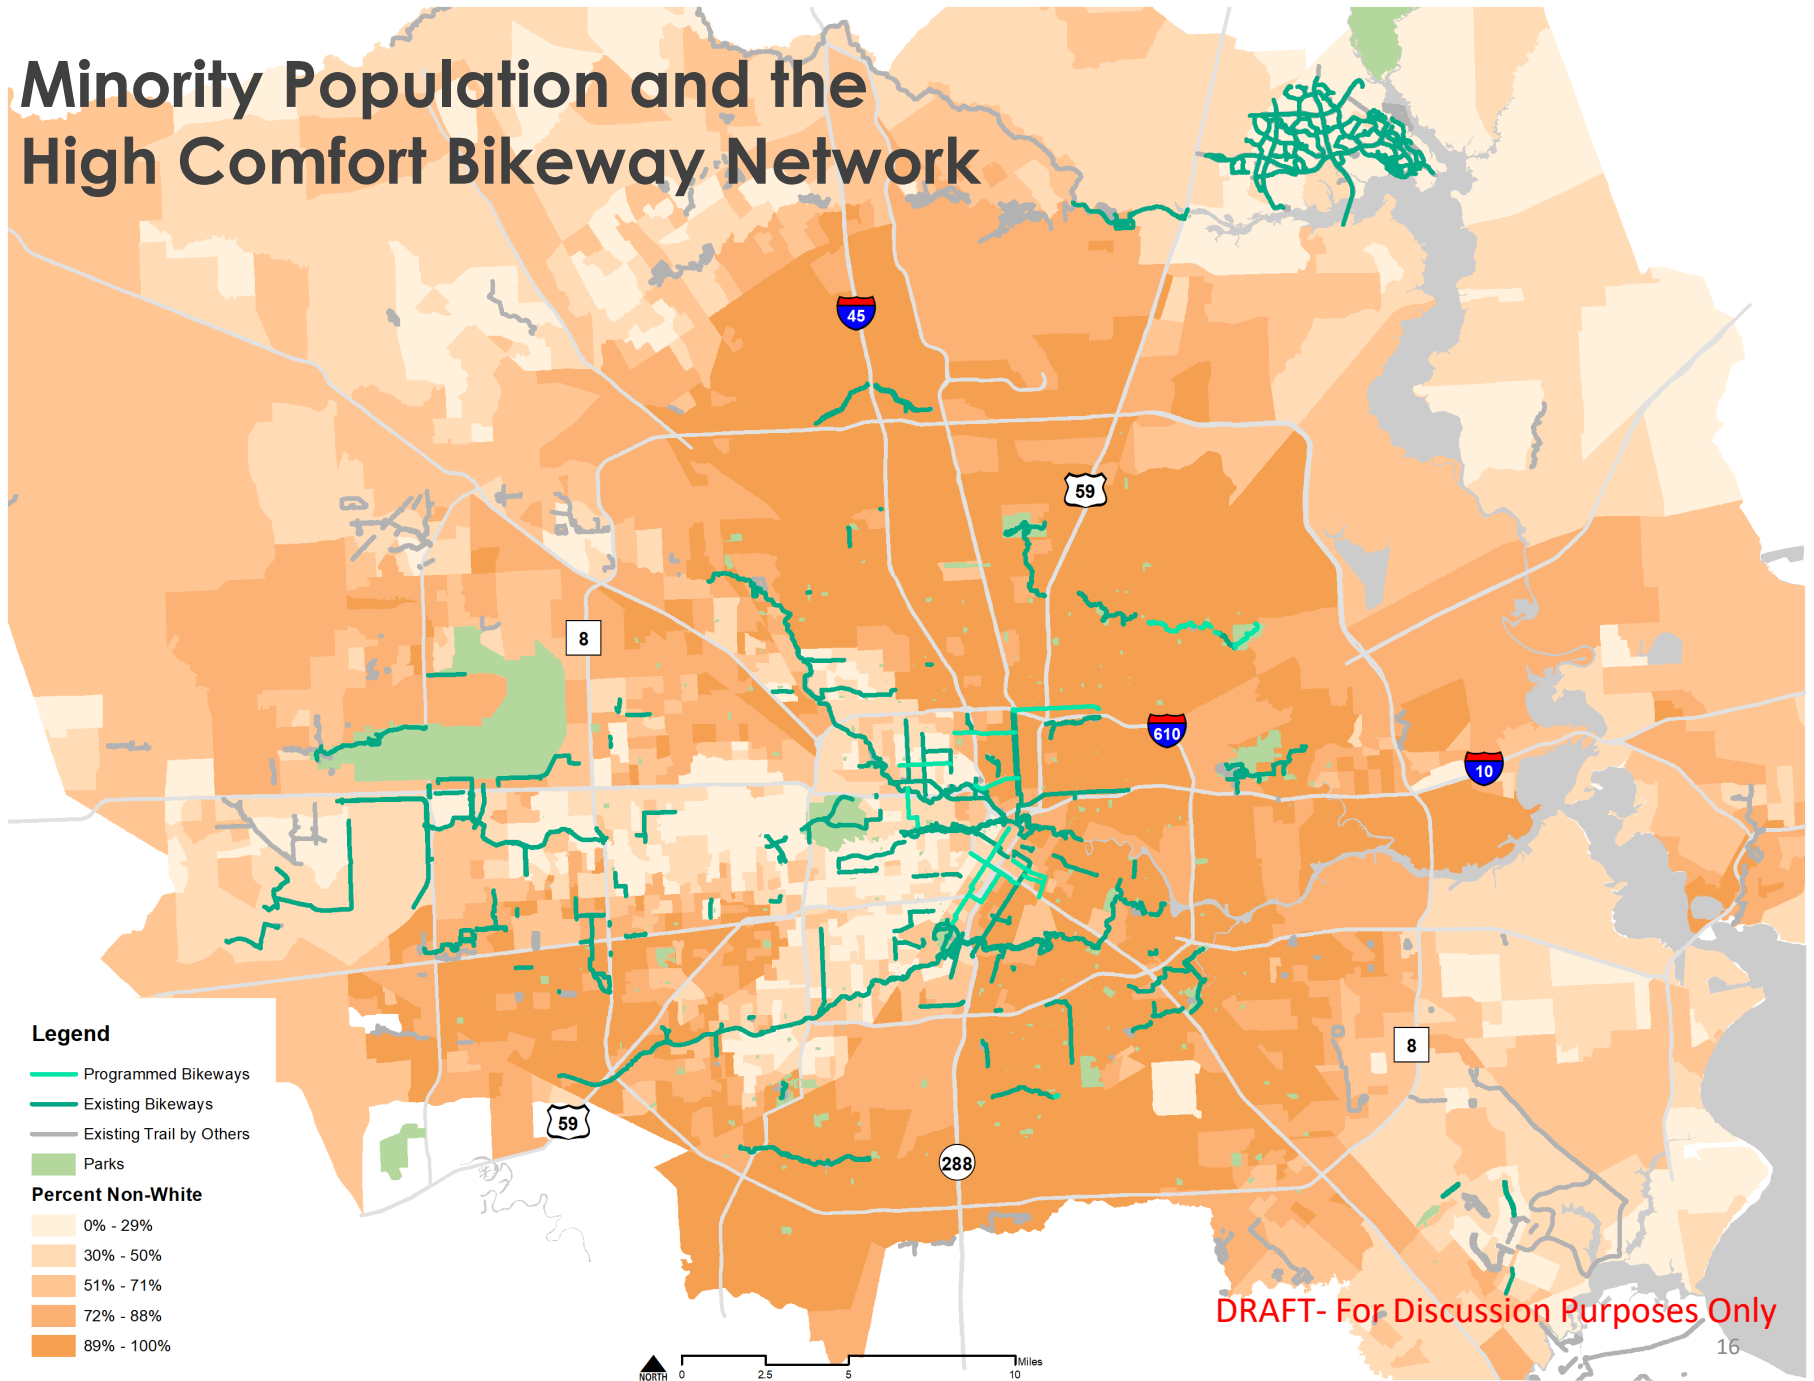 Minority Population and the
High Comfort Bikeway Network
45
59
8
610
10
8
59
288
Legend
Programmed Bikeways
Existing Bikeways
Existing Trail by Others
Parks
Percent Non-White
0% - 29%
30% - 50%
51% - 71%
72% - 88%
89% - 100%
NORTH
0 2.5 5 10 Miles
DRAFT- For Discussion Purposes Only
16